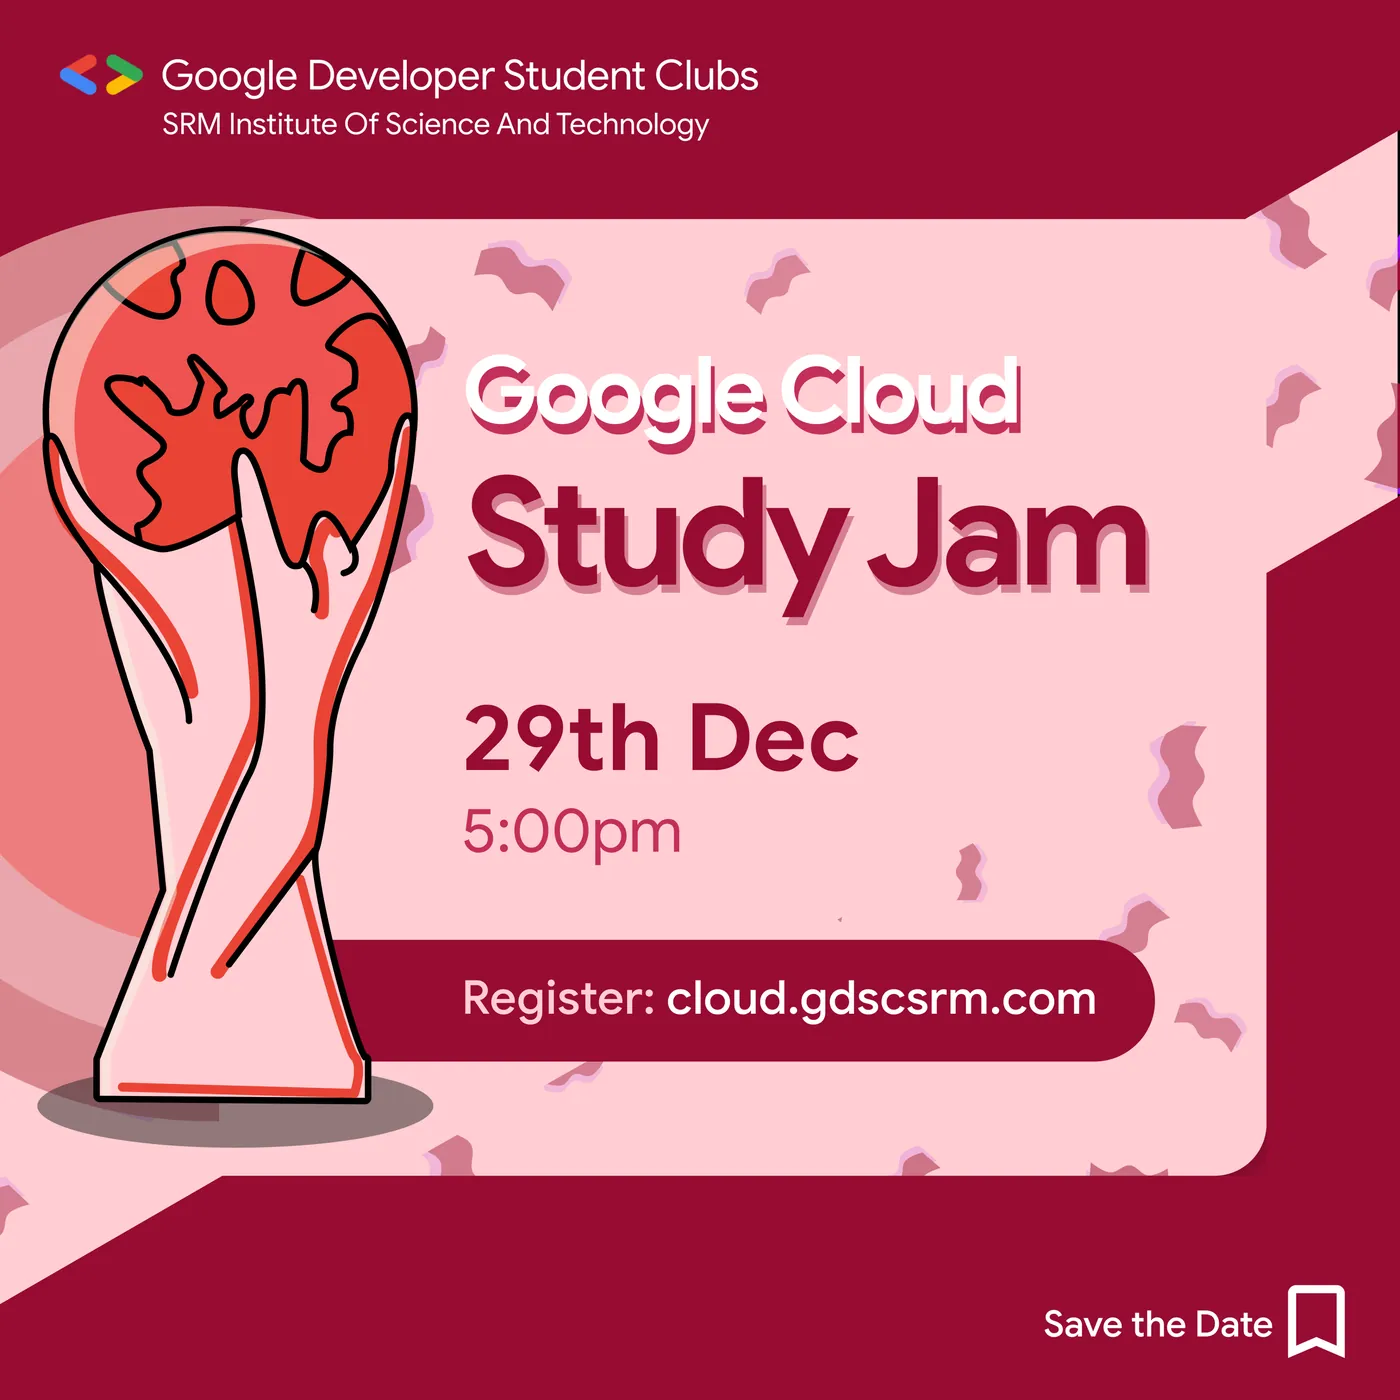 Google Developer Student Clubs
SRM Institute Of Science And Technology
Google Cloud
Study Jam
29th Dec
5:00pm
Register: cloud.gdscsrm.com
Save the Date